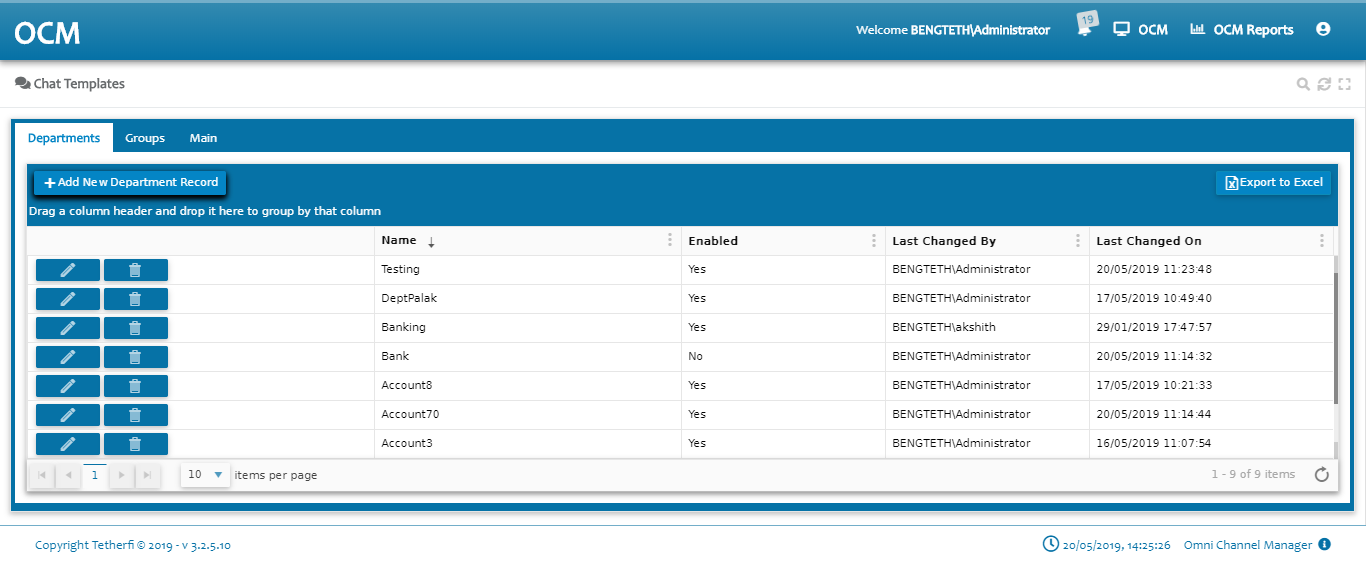 OCM
Welcome BENGTETH\Administrator
19
OCM
OCM Reports
Chat Templates
Departments Groups Main
Add New Department Record
Export to Excel
Drag a column header and drop it here to group by that column
Name Enabled Last Changed By Last Changed On
Testing Yes BENGTETH\Administrator 20/05/2019 11:23:48
DeptPalak Yes BENGTETH\Administrator 17/05/2019 10:49:40
Banking Yes BENGTETH\akshith 29/01/2019 17:47:57
Bank No BENGTETH\Administrator 20/05/2019 11:14:32
Account8 Yes BENGTETH\Administrator 17/05/2019 10:21:33
Account70 Yes BENGTETH\Administrator 20/05/2019 11:14:44
Account3 Yes BENGTETH\Administrator 16/05/2019 11:07:54
1 10 items per page 1 - 9 of 9 items
Copyright Tetherfi © 2019 - v 3.2.5.10
20/05/2019, 14:25:26 Omni Channel Manager